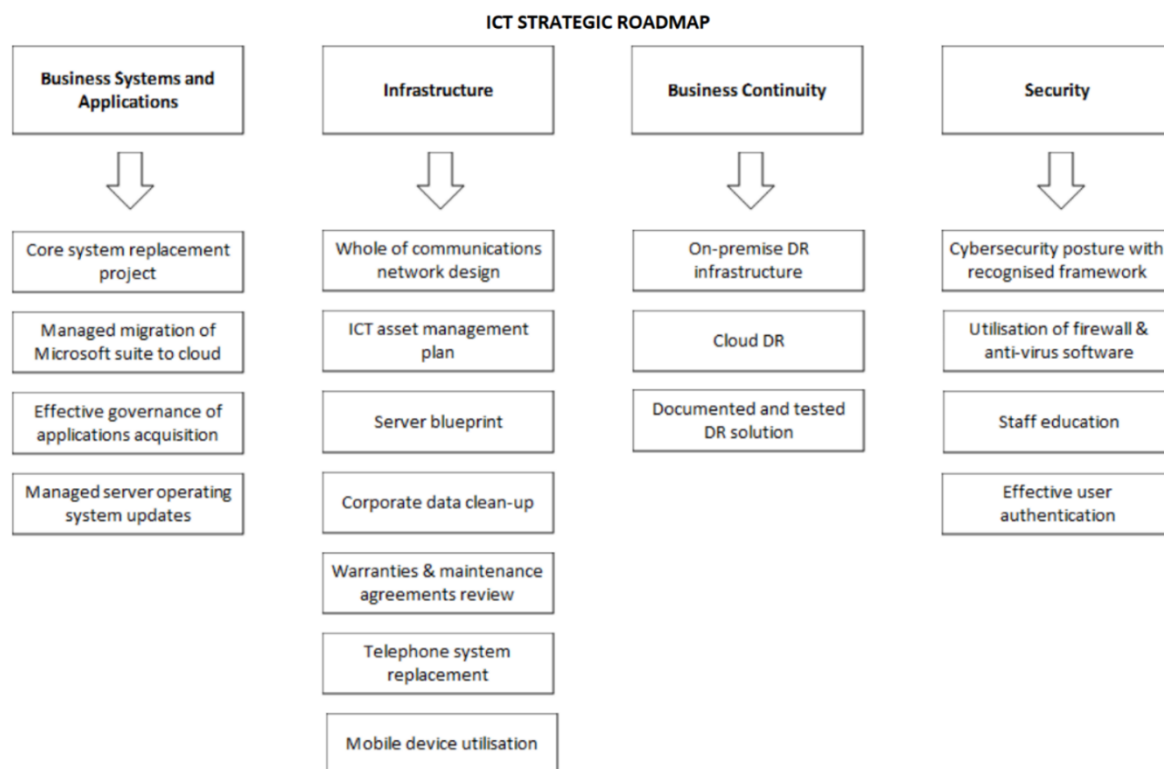 ICT STRATEGIC ROADMAP
Business Systems and
Applications
Core system replacement
project
Managed migration of
Microsoft suite to cloud
Effective governance of
applications acquisition
Managed server operating
system updates
Infrastructure
Whole of communications
network design
ICT asset management
plan
Server blueprint
Corporate data clean-up
Warranties & maintenance
agreements review
Telephone system
replacement
Mobile device utilisation
Business Continuity
On-premise DR
infrastructure
Cloud DR
Documented and tested
DR solution
Security
Cybersecurity posture with
recognised framework
Utilisation of firewall &
anti-virus software
Staff education
Effective user
authentication